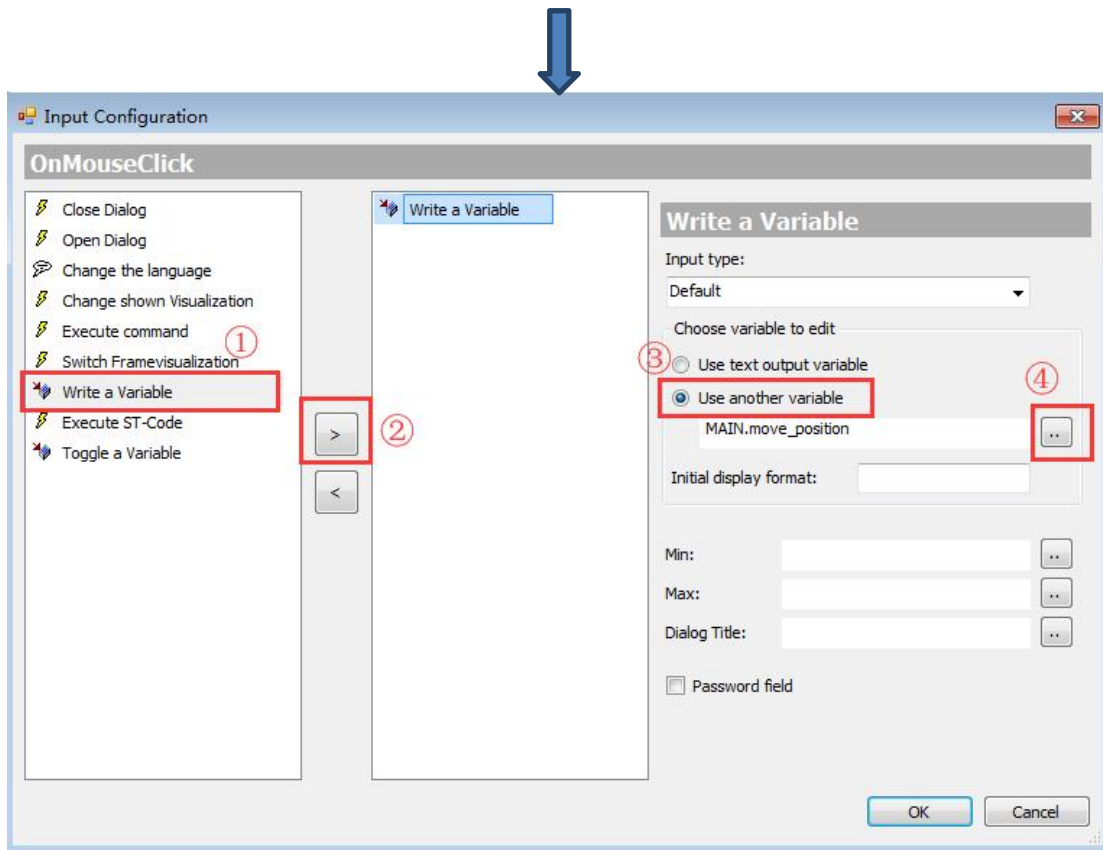 Input Configuration
OnMouseClick
Close Dialog
Open Dialog
Change the language
Change shown Visualization
Execute command
①
Switch Framevisualization
Write a Variable
Execute ST-Code
Toggle a Variable
>
②
<
Write a Variable
Write a Variable
Input type:
Default
Choose variable to edit
③
Use text output variable
④
Use another variable
MAIN.move_position
..
Initial display format:
Min:
..
Max:
..
Dialog Title:
..
Password field
OK
Cancel